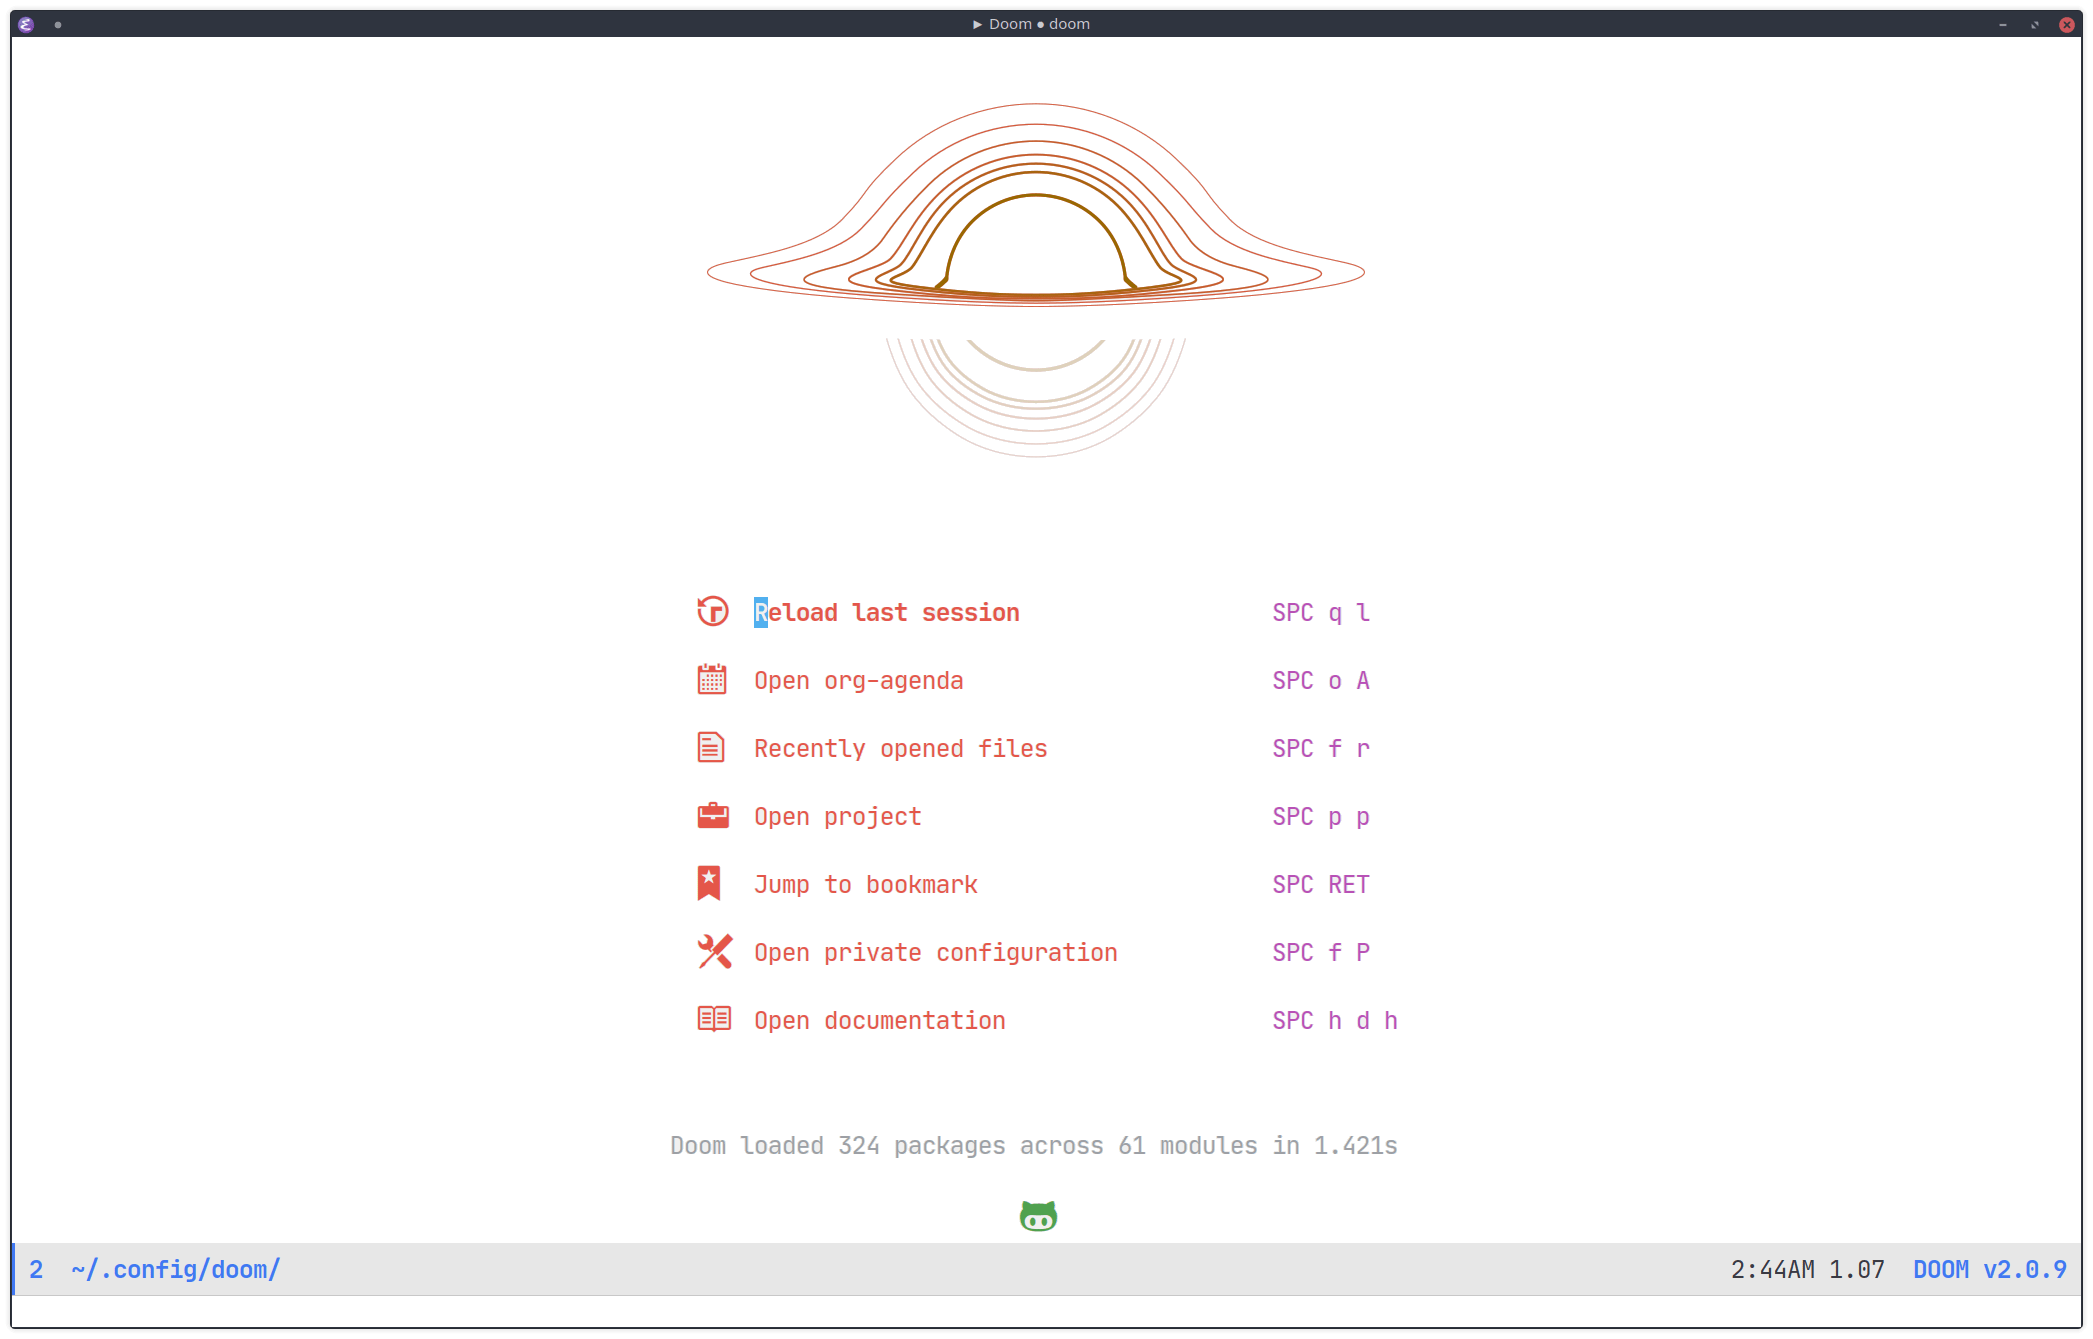 ► Doom ● doom
Reload last session SPC q l
Open org-agenda SPC o A
Recently opened files SPC f r
Open project SPC p p
Jump to bookmark SPC RET
Open private configuration SPC f P
Open documentation SPC h d h
Doom loaded 324 packages across 61 modules in 1.421s
2 ~/.config/doom/ 2:44AM 1.07 DOOM v2.0.9